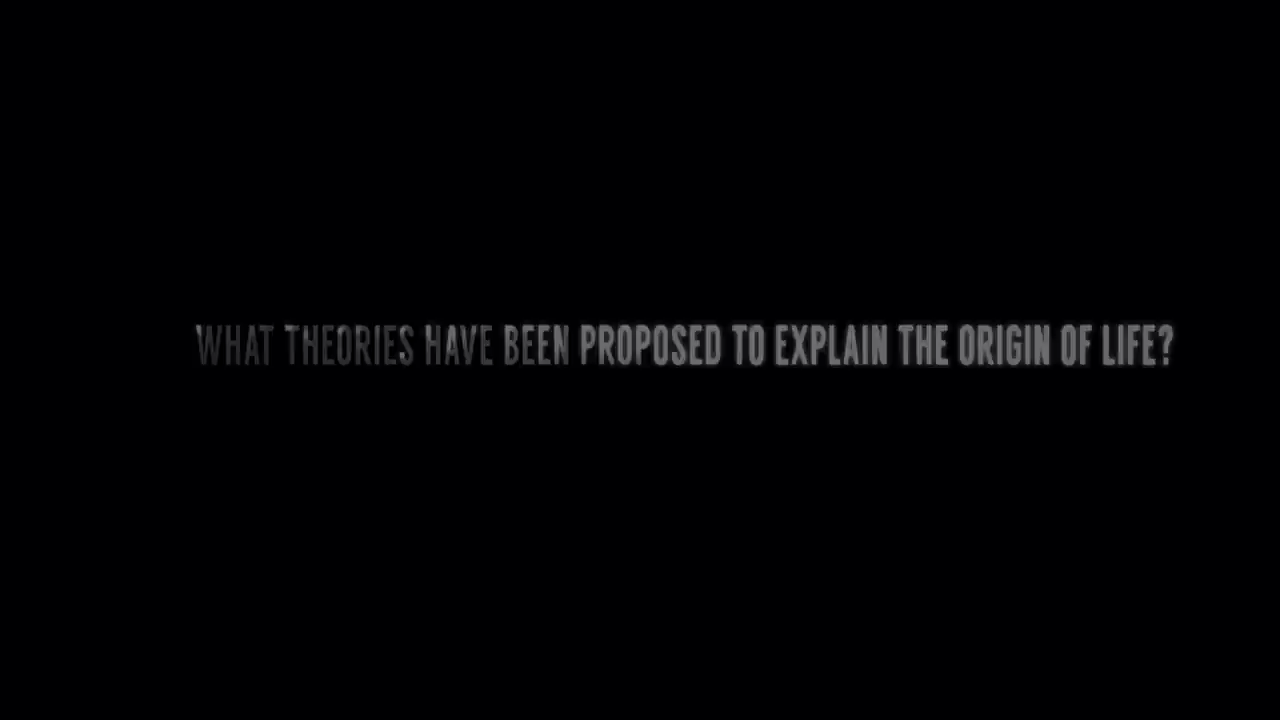 WHAT THEORIES HAVE BEEN PROPOSED TO EXPLAIN THE ORIGIN OF LIFE?